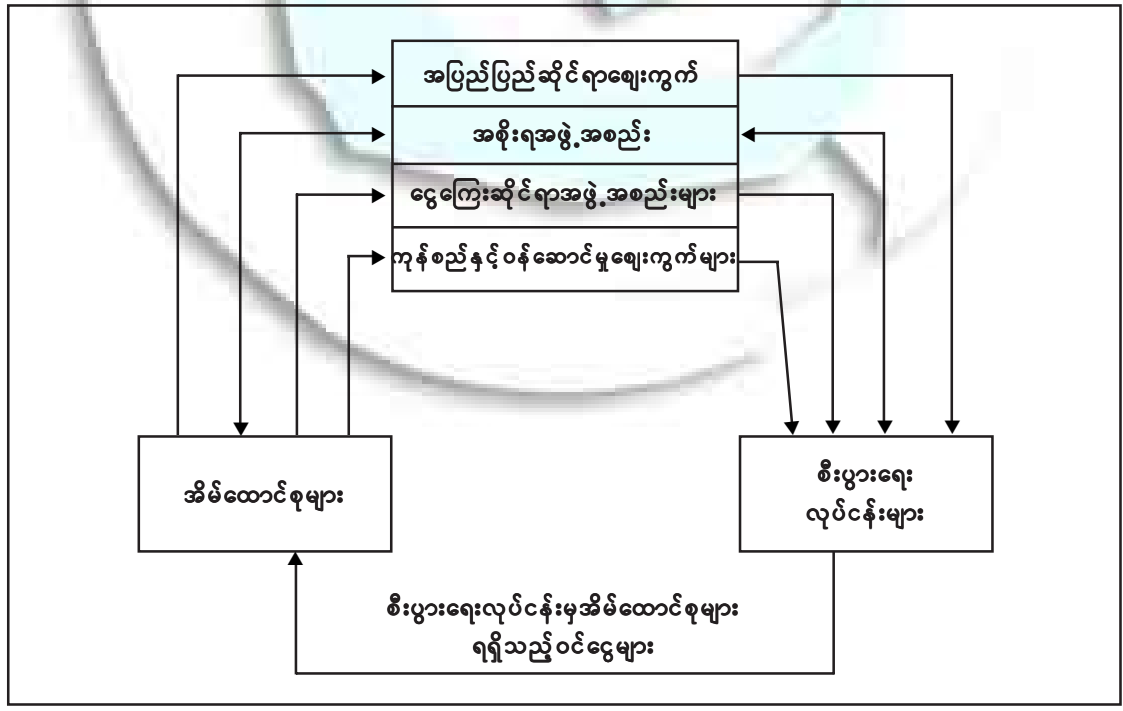 အပြည်ပြည်ဆိုင်ရာဈေးကွက်
အစိုးရအဖွဲ့အစည်း
ငွေကြေးဆိုင်ရာအဖွဲ့အစည်းများ
ကုန်စည်နှင့်ဝန်ဆောင်မှုဈေးကွက်များ
အိမ်ထောင်စုများ
စီးပွားရေး
လုပ်ငန်းများ
စီးပွားရေးလုပ်ငန်းမှအိမ်ထောင်စုများ
ရရှိသည့်ဝင်ငွေများ